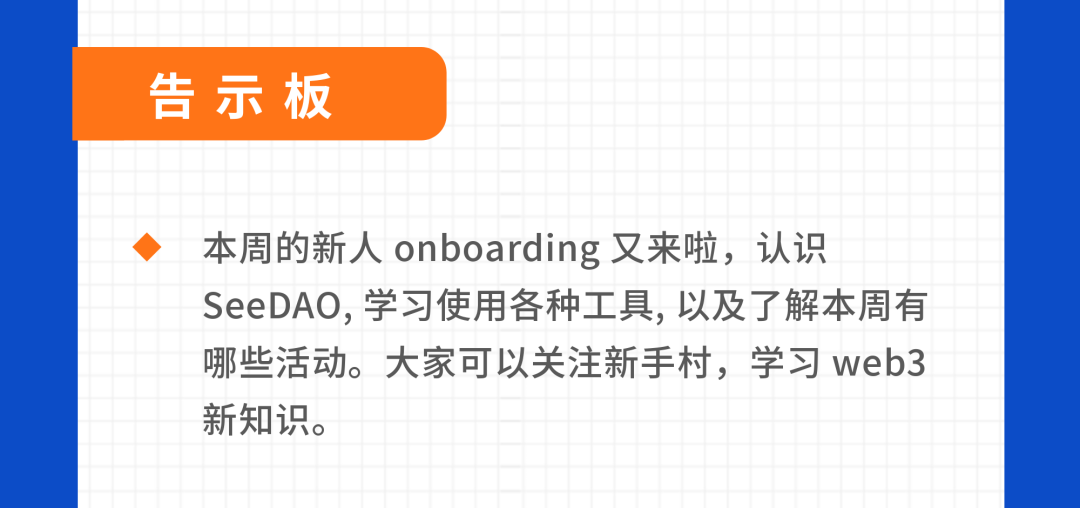 告示板
本周的新人 onboarding 又来啦，认识
SeeDAO, 学习使用各种工具, 以及了解本周有
哪些活动。大家可以关注新手村，学习 web3
新知识。